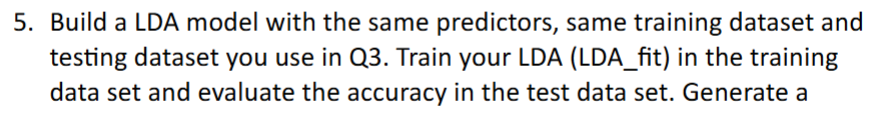 5. Build a LDA model with the same predictors, same training dataset and
testing dataset you use in Q3. Train your LDA (LDA_fit) in the training
data set and evaluate the accuracy in the test data set. Generate a